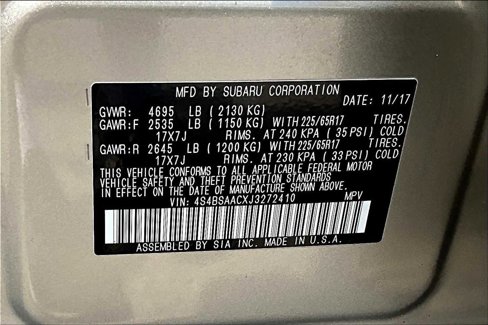 MFD BY SUBARU CORPORATION
DATE: 11/17
GVWR: 4695 LB ( 2130 KG)
GAWR:F 2535 LB ( 1150 KG) WITH 225/65R17 TIRES.
17X7J RIMS. AT 240 KPA ( 35 PSI) COLD
GAWR:R 2645 LB ( 1200 KG) WITH 225/65R17 TIRES.
17X7J RIMS. AT 230 KPA ( 33 PSI) COLD
THIS VEHICLE CONFORMS TO ALL APPLICABLE FEDERAL MOTOR
VEHICLE SAFETY AND THEFT PREVENTION STANDARDS
IN EFFECT ON THE DATE OF MANUFACTURE SHOWN ABOVE.
VIN: 4S4BSAACXJ3272410 MPV
ASSEMBLED BY SIA INC. MADE IN U.S.A.